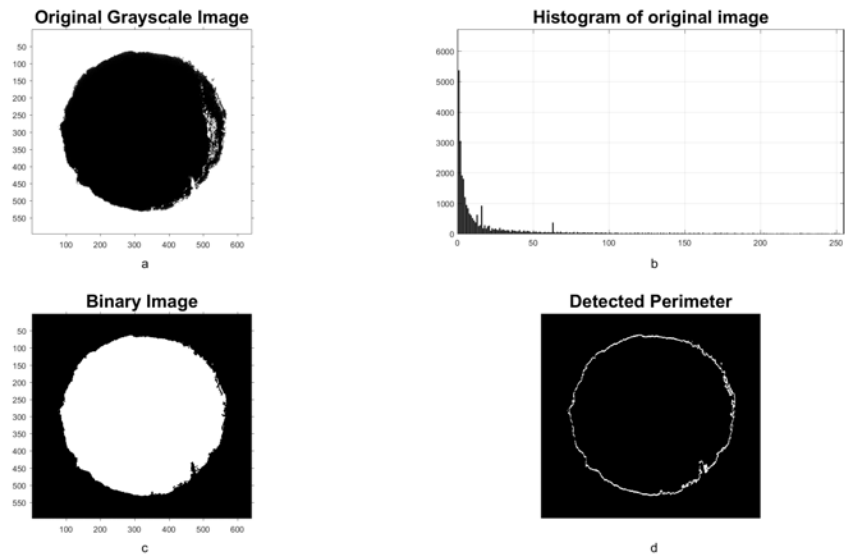 Original Grayscale Image
50
100
150
200
250
300
350
400
450
500
550
100 200 300 400 500 600
a
Histogram of original image
6000
5000
4000
3000
2000
1000
0
0 50 100 150 200 250
b
Binary Image
50
100
150
200
250
300
350
400
450
500
550
100 200 300 400 500 600
c
Detected Perimeter
d